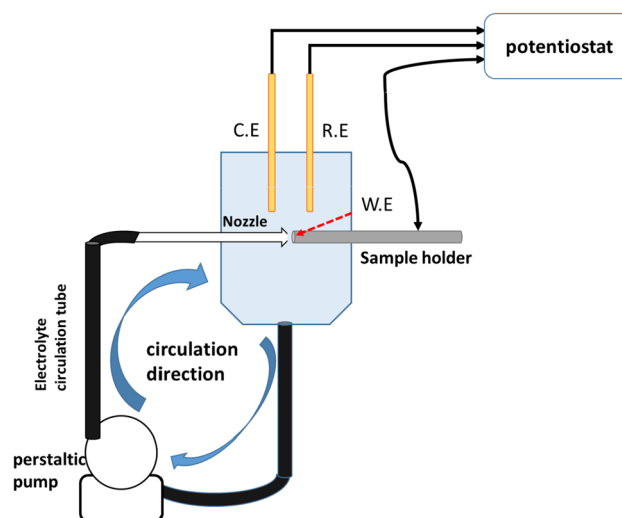 potentiostat
C.E
R.E
W.E
Nozzle
Sample holder
Electrolyte
circulation tube
circulation
direction
perstaltic
pump